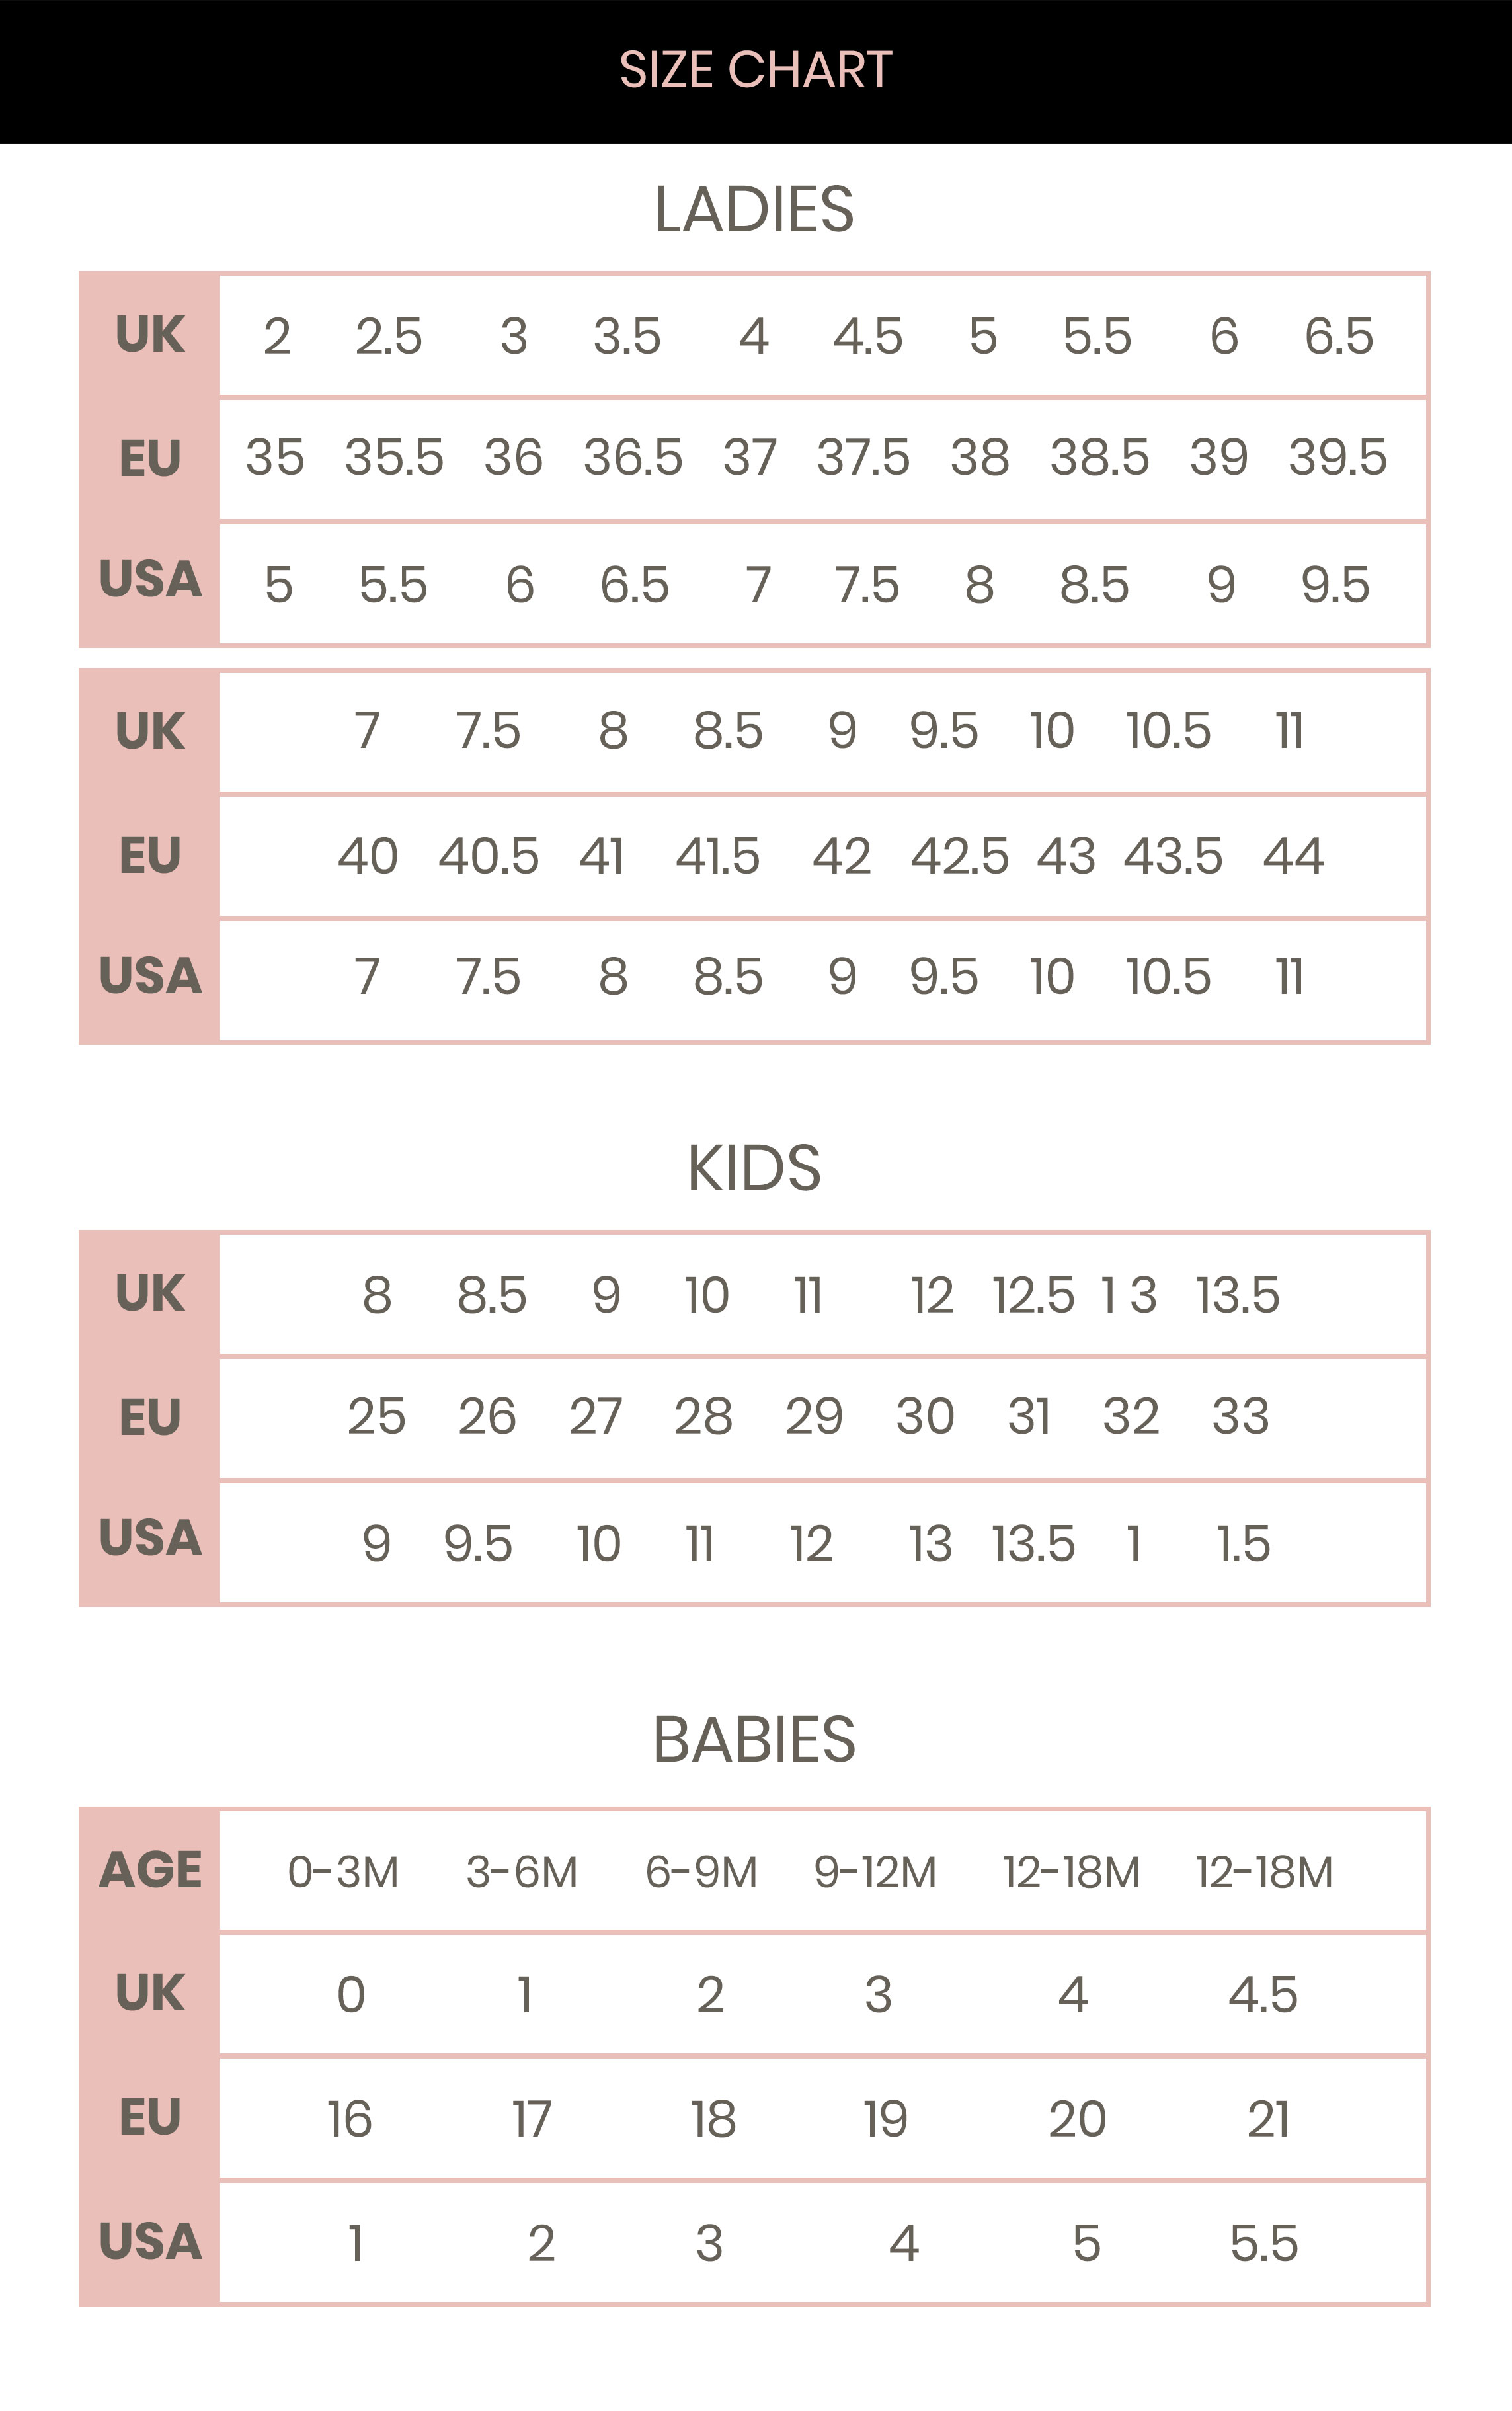 SIZE CHART
LADIES
UK 2 2.5 3 3.5 4 4.5 5 5.5 6 6.5
EU 35 35.5 36 36.5 37 37.5 38 38.5 39 39.5
USA 5 5.5 6 6.5 7 7.5 8 8.5 9 9.5
UK 7 7.5 8 8.5 9 9.5 10 10.5 11
EU 40 40.5 41 41.5 42 42.5 43 43.5 44
USA 7 7.5 8 8.5 9 9.5 10 10.5 11
KIDS
UK 8 8.5 9 10 11 12 12.5 1 3 13.5
EU 25 26 27 28 29 30 31 32 33
USA 9 9.5 10 11 12 13 13.5 1 1.5
BABIES
AGE 0-3M 3-6M 6-9M 9-12M 12-18M 12-18M
UK 0 1 2 3 4 4.5
EU 16 17 18 19 20 21
USA 1 2 3 4 5 5.5